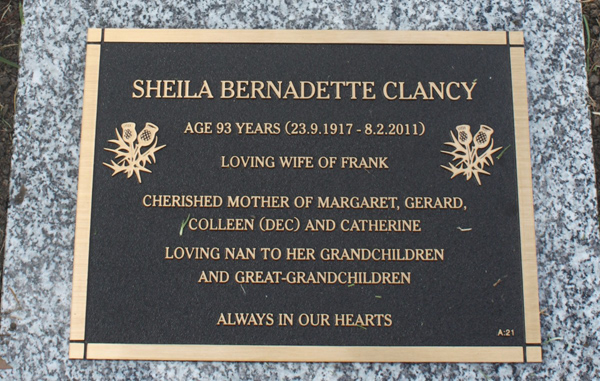 SHEILA BERNADETTE CLANCY
AGE 93 YEARS (23.9.1917 - 8.2.2011)
LOVING WIFE OF FRANK
CHERISHED MOTHER OF MARGARET, GERARD,
COLLEEN (DEC) AND CATHERINE
LOVING NAN TO HER GRANDCHILDREN
AND GREAT-GRANDCHILDREN
ALWAYS IN OUR HEARTS
A:21